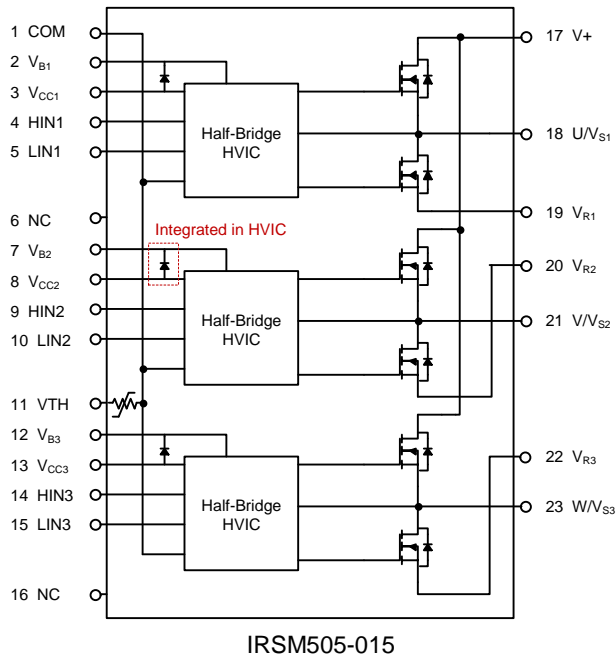 1 COM
2 VB1
3 VCC1
4 HIN1
5 LIN1
6 NC
7 VB2
8 VCC2
9 HIN2
10 LIN2
11 VTH
12 VB3
13 VCC3
14 HIN3
15 LIN3
16 NC
Half-Bridge
HVIC
Integrated in HVIC
Half-Bridge
HVIC
Half-Bridge
HVIC
17 V+
18 U/VS1
19 VR1
20 VR2
21 V/VS2
22 VR3
23 W/VS3
IRSM505-015